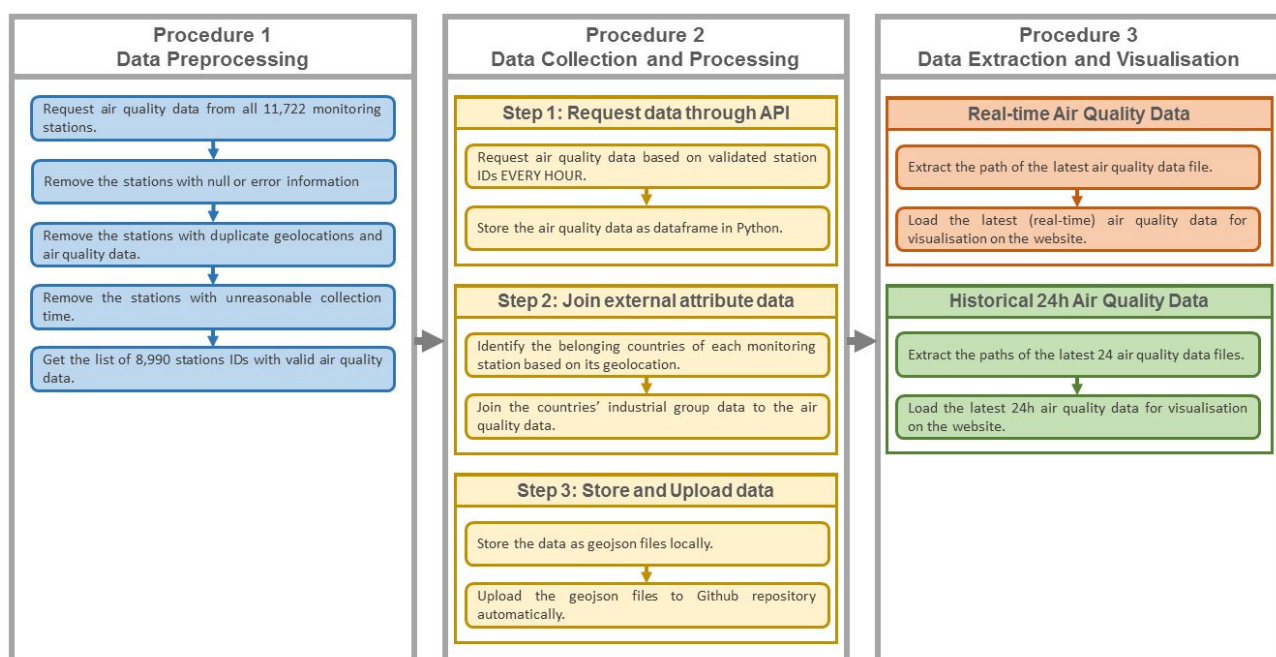 Procedure 1
Data Preprocessing
Request air quality data from all 11,722 monitoring
stations.
Remove the stations with null or error information
Remove the stations with duplicate geolocations and
air quality data.
Remove the stations with unreasonable collection
time.
Get the list of 8,990 stations IDs with valid air quality
data.
Procedure 2
Data Collection and Processing
Step 1: Request data through API
Request air quality data based on validated station
IDs EVERY HOUR.
Store the air quality data as dataframe in Python.
Step 2: Join external attribute data
Identify the belonging countries of each monitoring
station based on its geolocation.
Join the countries’ industrial group data to the air
quality data.
Step 3: Store and Upload data
Store the data as geojson files locally.
Upload the geojson files to Github repository
automatically.
Procedure 3
Data Extraction and Visualisation
Real-time Air Quality Data
Extract the path of the latest air quality data file.
Load the latest (real-time) air quality data for
visualisation on the website.
Historical 24h Air Quality Data
Extract the paths of the latest 24 air quality data files.
Load the latest 24h air quality data for visualisation
on the website.